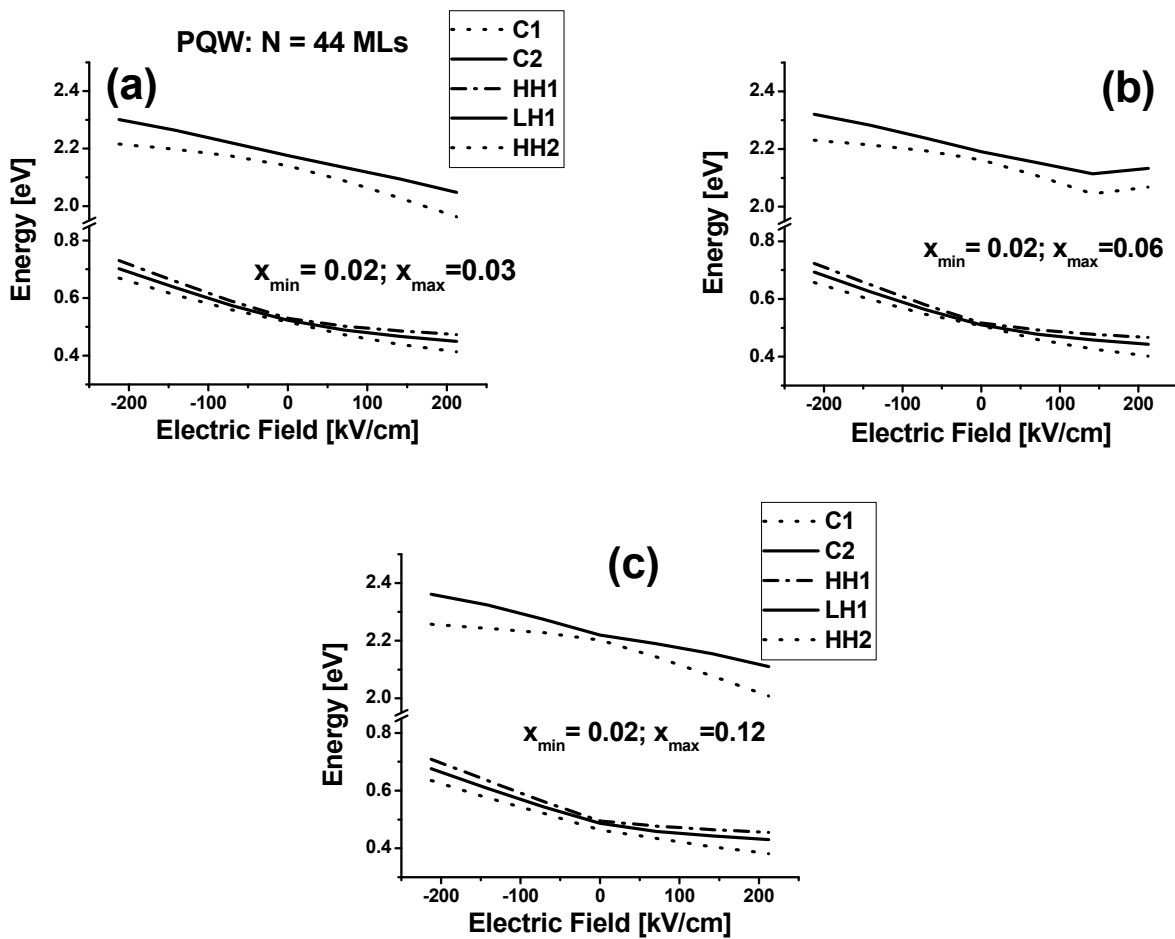 PQW: N = 44 MLs
C1
C2
HH1
LH1
HH2
(a)
2.4
2.2
2.0
0.8
0.6
0.4
Energy [eV]
x_min= 0.02; x_max=0.03
-200 -100 0 100 200
Electric Field [kV/cm]
(b)
2.4
2.2
2.0
0.8
0.6
0.4
Energy [eV]
x_min= 0.02; x_max=0.06
-200 -100 0 100 200
Electric Field [kV/cm]
C1
C2
HH1
LH1
HH2
(c)
2.4
2.2
2.0
0.8
0.6
0.4
Energy [eV]
x_min= 0.02; x_max=0.12
-200 -100 0 100 200
Electric Field [kV/cm]